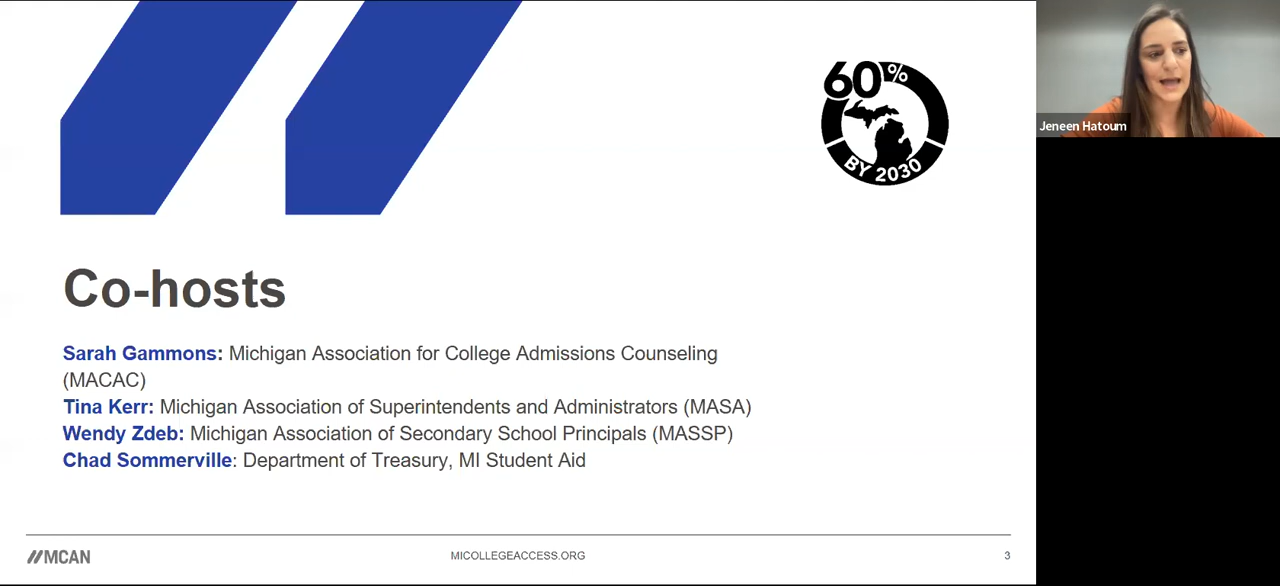 60%
BY 2030
Jeneen Hatoum
Co-hosts
Sarah Gammons: Michigan Association for College Admissions Counseling
(MACAC)
Tina Kerr: Michigan Association of Superintendents and Administrators (MASA)
Wendy Zdeb: Michigan Association of Secondary School Principals (MASSP)
Chad Sommerville: Department of Treasury, MI Student Aid
MCAN
MICOLLEGEACCESS.ORG
3